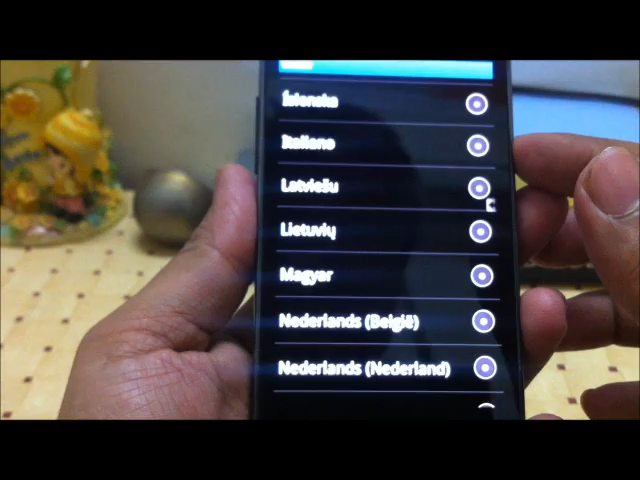 Íslenska
Italiano
Latviešu
Lietuvių
Magyar
Nederlands (België)
Nederlands (Nederland)